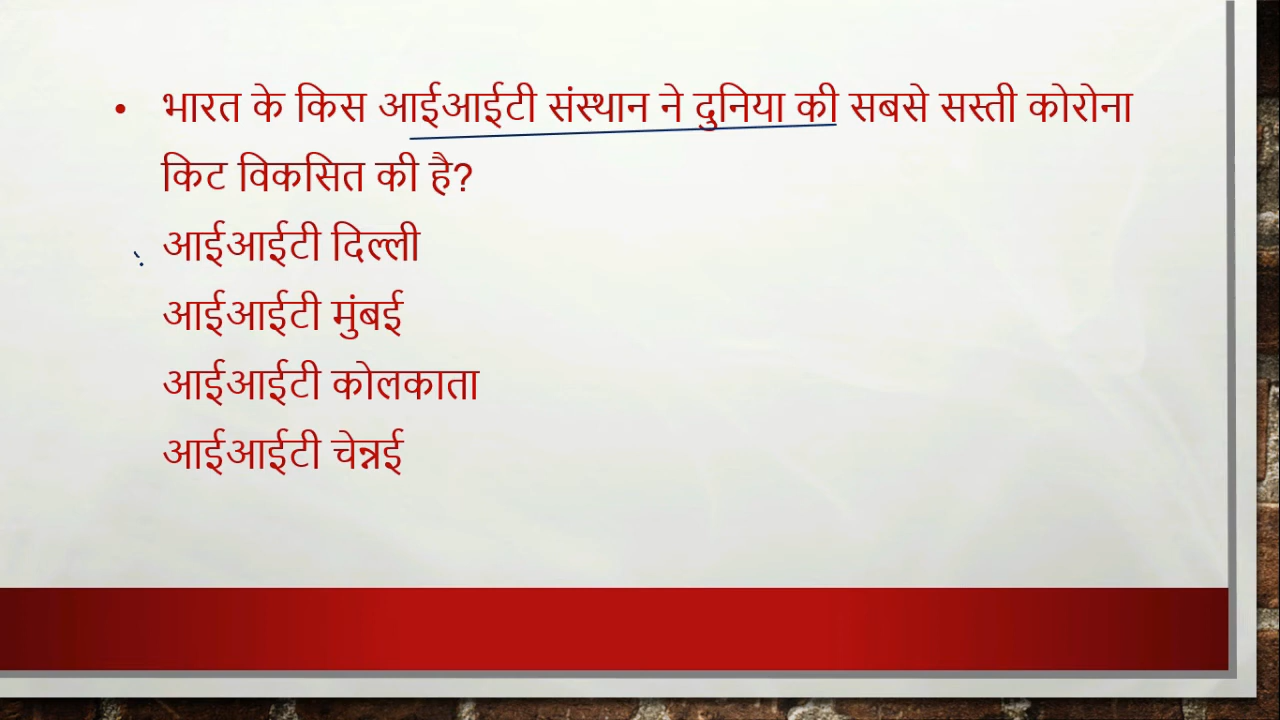 • भारत के किस आईआईटी संस्थान ने दुनिया की सबसे सस्ती कोरोना
किट विकसित की है?
आईआईटी दिल्ली
आईआईटी मुंबई
आईआईटी कोलकाता
आईआईटी चेन्नई